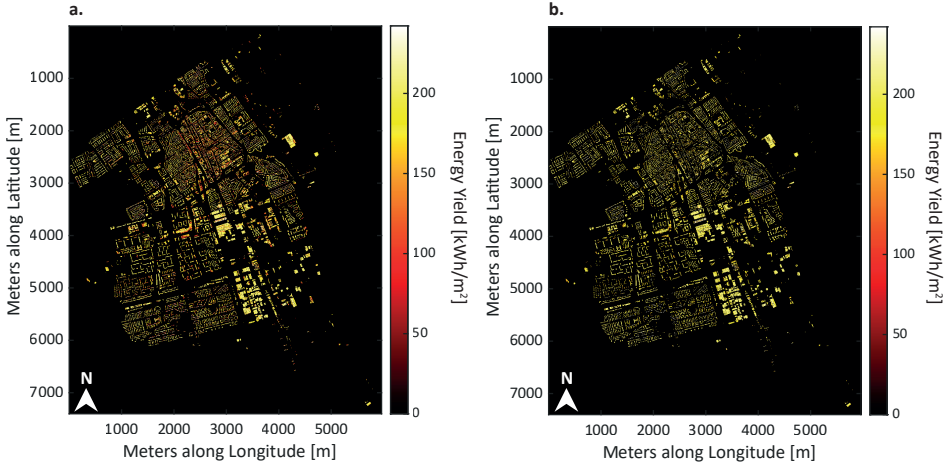 a.
1000
2000
3000
4000
5000
6000
7000
Meters along Latitude [m]
N
1000 2000 3000 4000 5000
Meters along Longitude [m]
200
150
100
50
0
Energy Yield [kWh/m²]
b.
1000
2000
3000
4000
5000
6000
7000
Meters along Latitude [m]
N
1000 2000 3000 4000 5000
Meters along Longitude [m]
200
150
100
50
0
Energy Yield [kWh/m²]